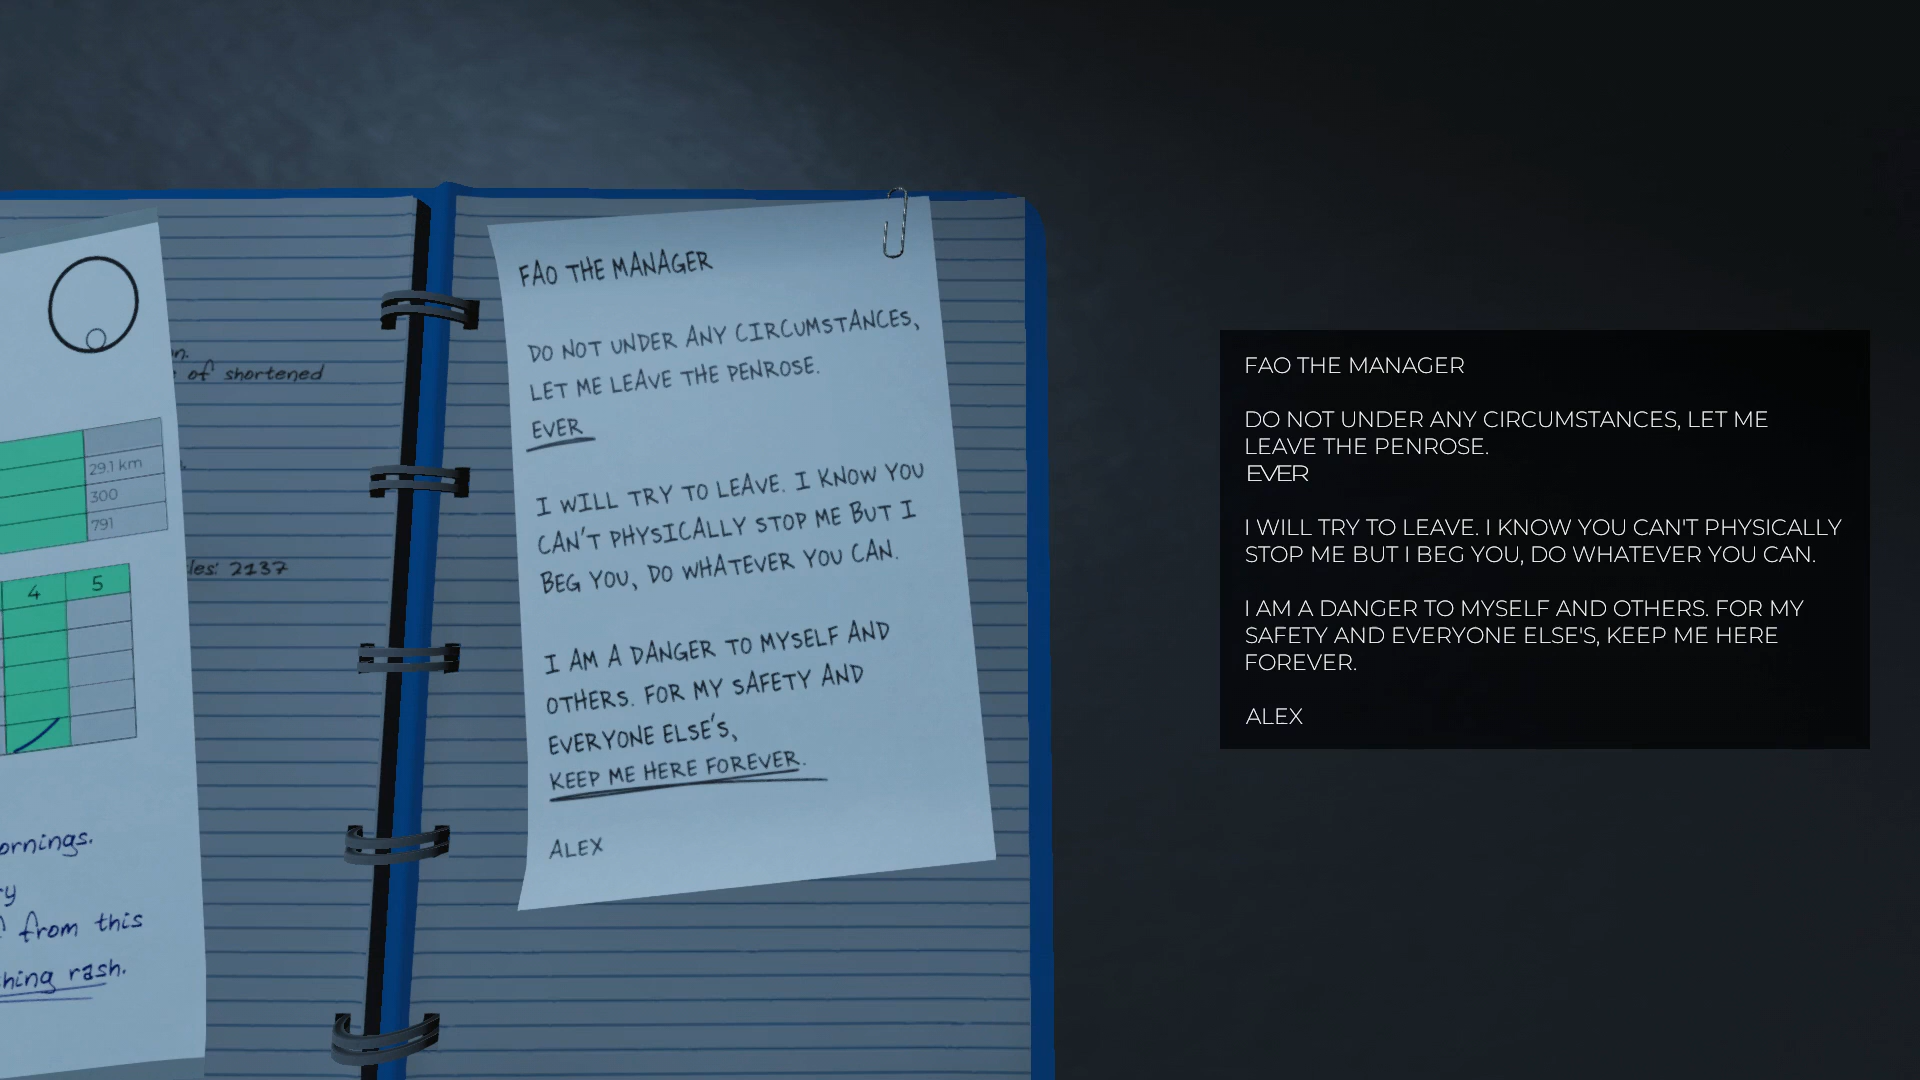 n.
of shortened
29.1 km
300
791
les: 2137
4 5
ornings.
ry
from this
hing rash.
FAO THE MANAGER
DO NOT UNDER ANY CIRCUMSTANCES,
LET ME LEAVE THE PENROSE.
EVER
I WILL TRY TO LEAVE. I KNOW YOU
CAN'T PHYSICALLY STOP ME BUT I
BEG YOU, DO WHATEVER YOU CAN.
I AM A DANGER TO MYSELF AND
OTHERS. FOR MY SAFETY AND
EVERYONE ELSE'S,
KEEP ME HERE FOREVER.
ALEX
FAO THE MANAGER
DO NOT UNDER ANY CIRCUMSTANCES, LET ME
LEAVE THE PENROSE.
EVER
I WILL TRY TO LEAVE. I KNOW YOU CAN'T PHYSICALLY
STOP ME BUT I BEG YOU, DO WHATEVER YOU CAN.
I AM A DANGER TO MYSELF AND OTHERS. FOR MY
SAFETY AND EVERYONE ELSE'S, KEEP ME HERE
FOREVER.
ALEX